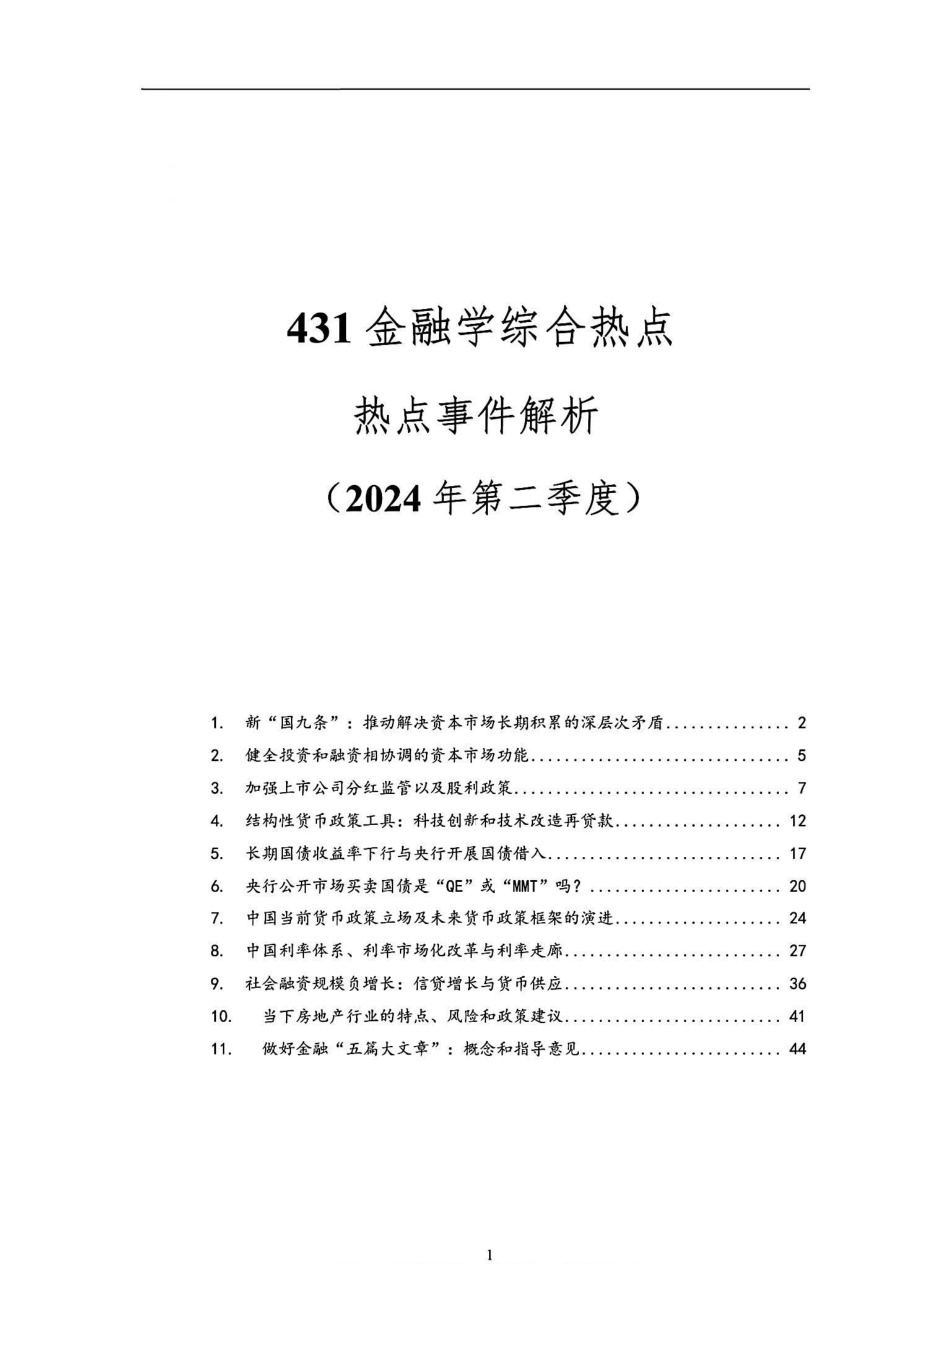 431 金融学综合热点
热点事件解析
（2024 年第二季度）
1. 新“国九条”：推动解决资本市场长期积累的深层次矛盾............... 2
2. 健全投资和融资相协调的资本市场功能............................... 5
3. 加强上市公司分红监管以及股利政策................................. 7
4. 结构性货币政策工具：科技创新和技术改造再贷款.................... 12
5. 长期国债收益率下行与央行开展国债借入............................ 17
6. 央行公开市场买卖国债是“QE”或“MMT”吗？....................... 20
7. 中国当前货币政策立场及未来货币政策框架的演进.................... 24
8. 中国利率体系、利率市场化改革与利率走廊.......................... 27
9. 社会融资规模负增长：信贷增长与货币供应.......................... 36
10. 当下房地产行业的特点、风险和政策建议.......................... 41
11. 做好金融“五篇大文章”：概念和指导意见........................ 44
1